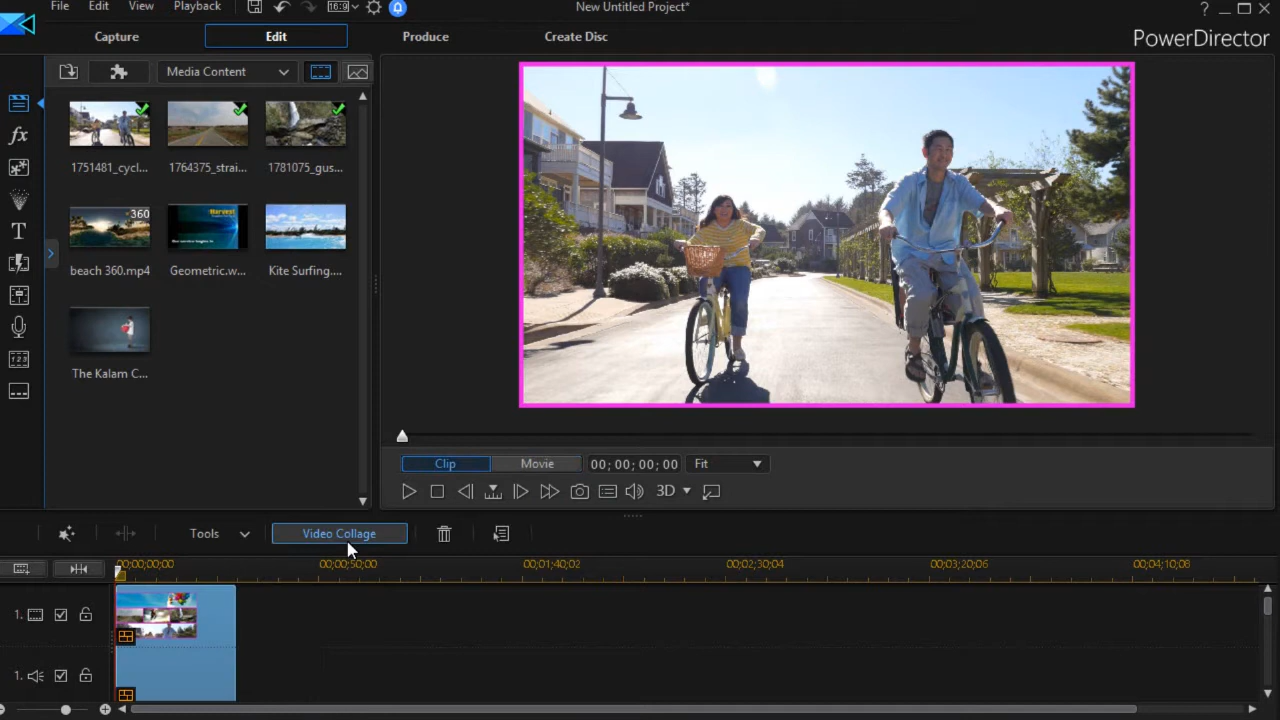 File Edit View Playback 16:9 New Untitled Project* ?
Capture Edit Produce Create Disc PowerDirector
Media Content
1751481_cycl... 1764375_strai... 1781075_gus...
360
Harvest
beach 360.mp4 Geometric.w... Kite Surfing....
The Kalam C...
fx
T
Clip Movie 00; 00; 00; 00 Fit
3D
Tools Video Collage
00;00;00;00 00;00;50;00 00;01;40;02 00;02;30;04 00;03;20;06 00;04;10;08
1.
1.